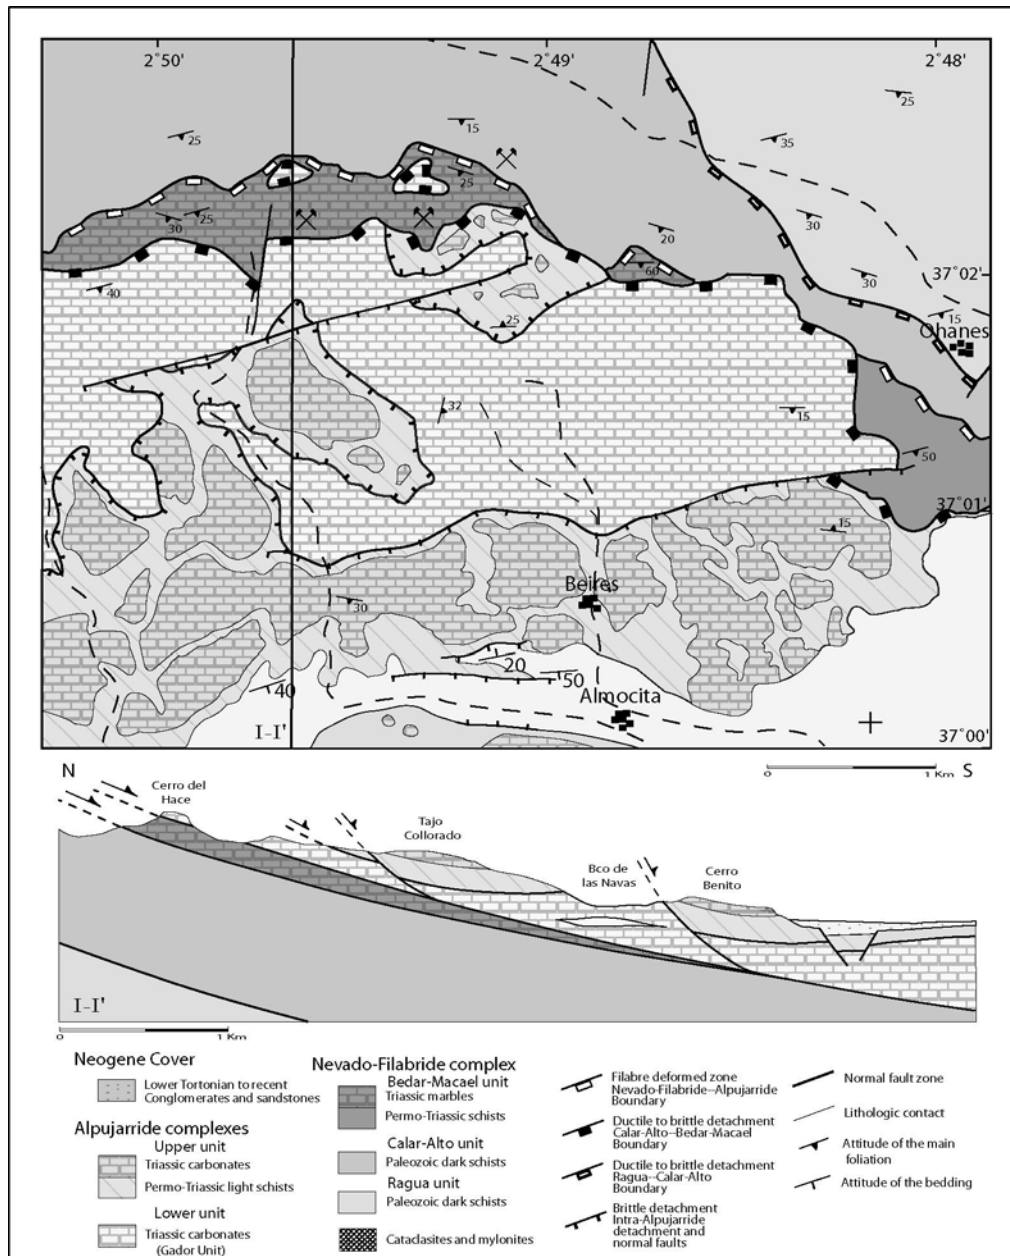 2°50'
2°49'
2°48'
25
15
25
35
25
25
30
25
20
30
37°02'
60
30
40
15
Ohanes
25
32
15
50
37°01'
15
Beires
30
20
50
40
Almocita
I-I'
37°00'
0 1 Km
N
S
Cerro del
Hace
Tajo
Collorado
Bco de
las Navas
Cerro
Benito
I-I'
0 1 Km
Neogene Cover
Lower Tortonian to recent
Conglomerates and sandstones
Alpujarride complexes
Upper unit
Triassic carbonates
Permo-Triassic light schists
Lower unit
Triassic carbonates
(Gador Unit)
Nevado-Filabride complex
Bedar-Macael unit
Triassic marbles
Permo-Triassic schists
Calar-Alto unit
Paleozoic dark schists
Ragua unit
Paleozoic dark schists
Cataclasites and mylonites
Filabre deformed zone
Nevado-Filabride--Alpujarride
Boundary
Ductile to brittle detachment
Calar-Alto--Bedar-Macael
Boundary
Ductile to brittle detachment
Ragua--Calar-Alto
Boundary
Brittle detachment
Intra-Alpujarride
detachment and
normal faults
Normal fault zone
Lithologic contact
Attitude of the main
foliation
Attitude of the bedding